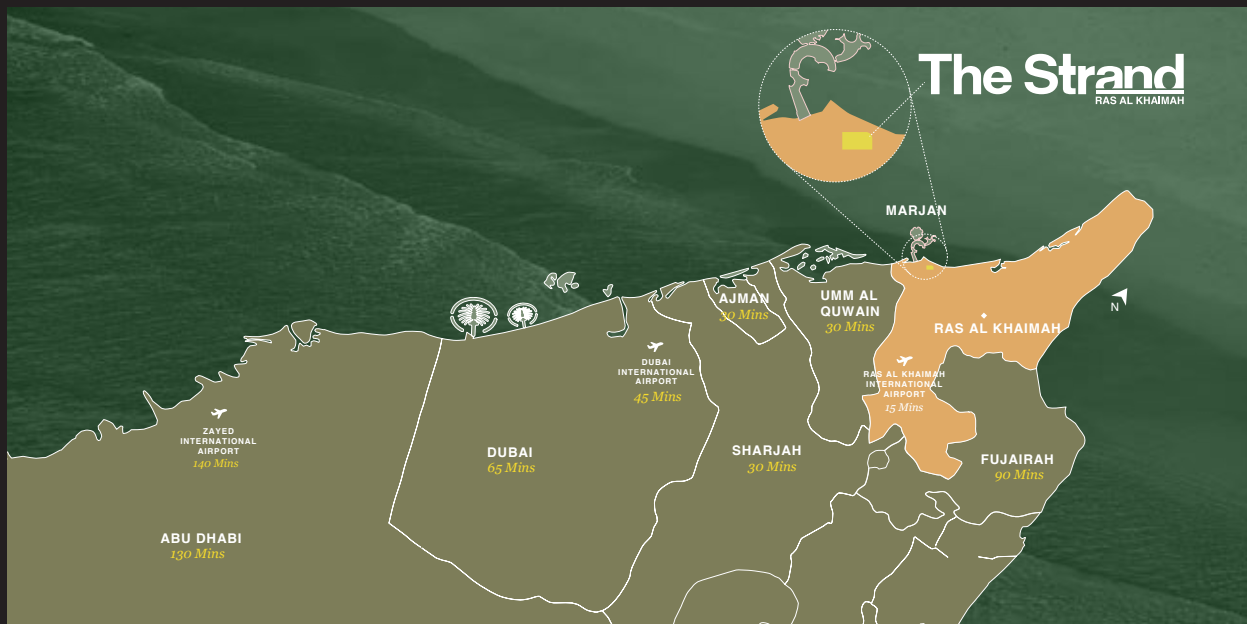 The Strand
RAS AL KHAIMAH
MARJAN
AJMAN
30 Mins
UMM AL
QUWAIN
30 Mins
N
RAS AL KHAIMAH
DUBAI
INTERNATIONAL
AIRPORT
45 Mins
RAS AL KHAIMAH
INTERNATIONAL
AIRPORT
15 Mins
ZAYED
INTERNATIONAL
AIRPORT
140 Mins
DUBAI
65 Mins
SHARJAH
30 Mins
FUJAIRAH
90 Mins
ABU DHABI
130 Mins